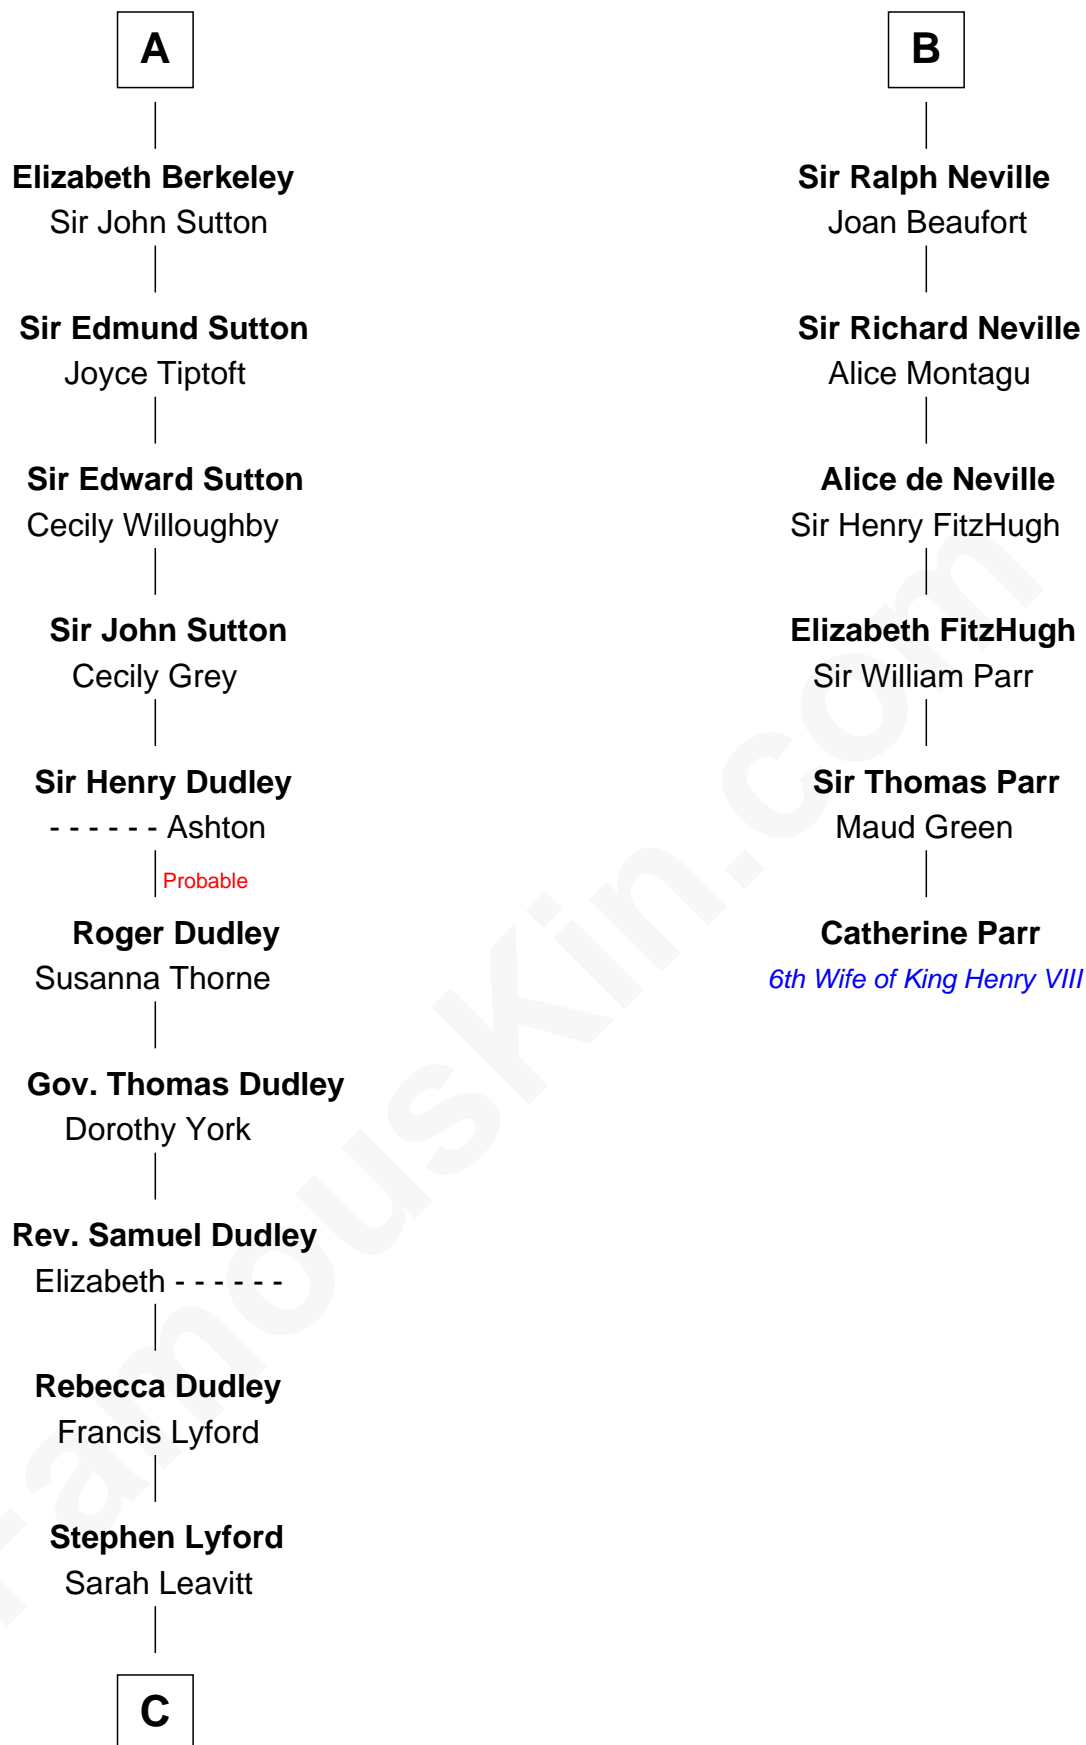 A
Elizabeth Berkeley
Sir John Sutton
Sir Edmund Sutton
Joyce Tiptoft
Sir Edward Sutton
Cecily Willoughby
Sir John Sutton
Cecily Grey
Sir Henry Dudley
- - - - - - Ashton
Probable
Roger Dudley
Susanna Thorne
Gov. Thomas Dudley
Dorothy York
Rev. Samuel Dudley
Elizabeth - - - - - -
Rebecca Dudley
Francis Lyford
Stephen Lyford
Sarah Leavitt
C
B
Sir Ralph Neville
Joan Beaufort
Sir Richard Neville
Alice Montagu
Alice de Neville
Sir Henry FitzHugh
Elizabeth FitzHugh
Sir William Parr
Sir Thomas Parr
Maud Green
Catherine Parr
6th Wife of King Henry VIII
FamousKin.com